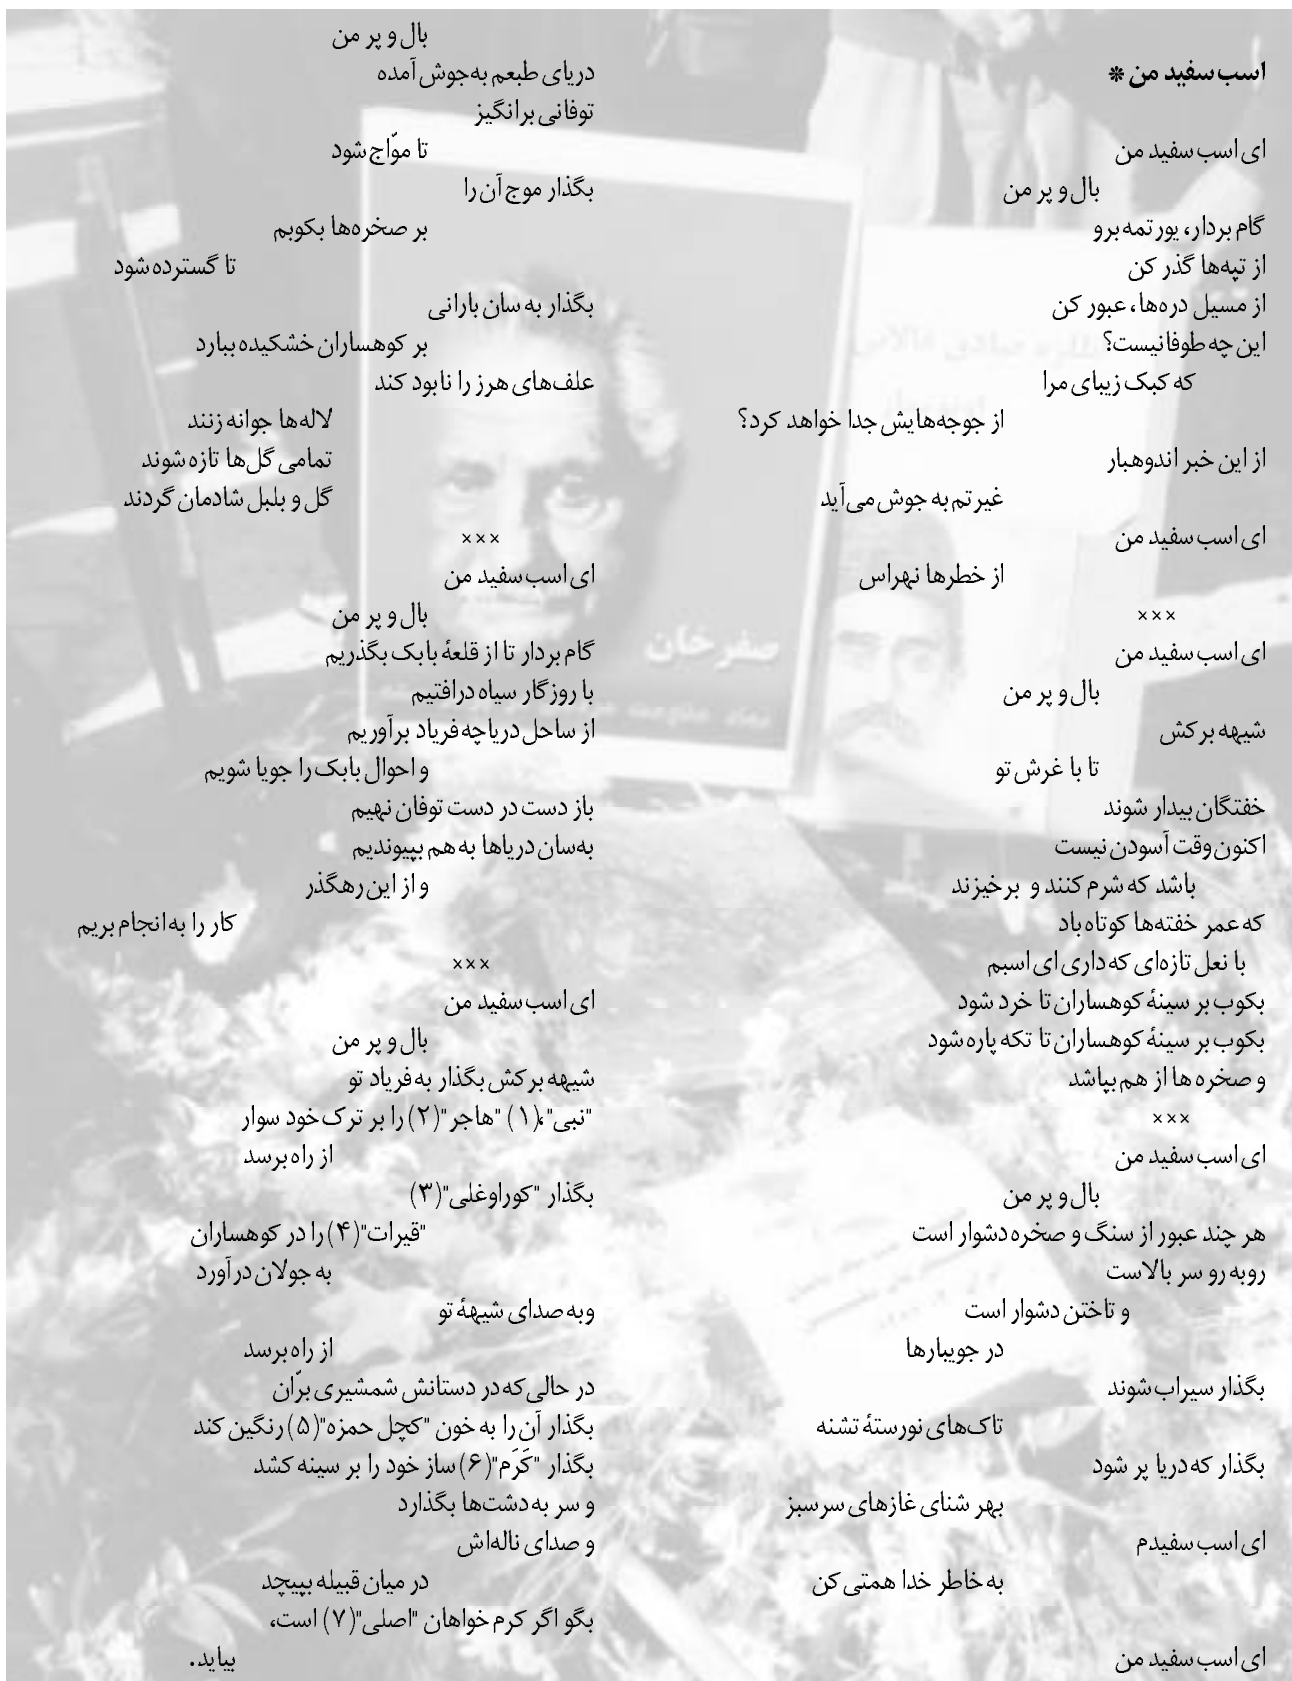 اسب سفید من *
ای اسب سفید من
بال و پر من
گام بردار، یورتمه برو
از تپه‌ها گذر کن
از مسیل دره‌ها، عبور کن
این چه طوفانیست؟
که کبک زیبای مرا
از جوجه‌هایش جدا خواهد کرد؟
از این خبر اندوهبار
غیرتم به جوش می‌آید
ای اسب سفید من
از خطرها نهراس
×××
ای اسب سفید من
بال و پر من
شیهه برکش
تا با غرش تو
خفتگان بیدار شوند
اکنون وقت آسودن نیست
باشد که شرم کنند و برخیزند
که عمر خفته‌ها کوتاه باد
با نعل تازه‌ای که داری ای اسبم
بکوب بر سینهٔ کوهساران تا خرد شود
بکوب بر سینهٔ کوهساران تا تکه پاره شود
و صخره ها از هم بپاشد
×××
ای اسب سفید من
بال و پر من
هر چند عبور از سنگ و صخره دشوار است
روبه رو سر بالاست
و تاختن دشوار است
در جویبارها
بگذار سیراب شوند
تاک‌های نورستهٔ تشنه
بگذار که دریا پر شود
بهر شنای غازهای سرسبز
ای اسب سفیدم
به خاطر خدا همتی کن
ای اسب سفید من
بال و پر من
دریای طبعم به‌جوش آمده
توفانی برانگیز
تا موّاج شود
بگذار موج آن را
بر صخره‌ها بکوبم
تا گسترده شود
بگذار به سان بارانی
بر کوهساران خشکیده ببارد
علف‌های هرز را نابود کند
لاله‌ها جوانه زنند
تمامی گل‌ها تازه شوند
گل و بلبل شادمان گردند
×××
ای اسب سفید من
بال و پر من
گام بردار تا از قلعهٔ بابک بگذریم
با روزگار سیاه درافتیم
از ساحل دریاچه فریاد برآوریم
و احوال بابک را جویا شویم
باز دست در دست توفان نهیم
به‌سان دریاها به هم بپیوندیم
و از این رهگذر
کار را به انجام بریم
×××
ای اسب سفید من
بال و پر من
شیهه برکش بگذار به فریاد تو
"نبی"،(۱) "هاجر"(۲) را بر ترک خود سوار
از راه برسد
بگذار "کوراوغلی"(۳)
"قیرات"(۴) را در کوهساران
به جولان درآورد
وبه صدای شیههٔ تو
از راه برسد
در حالی که در دستانش شمشیری برّان
بگذار آن را به خون "کچل حمزه"(۵) رنگین کند
بگذار "کَرَم"(۶) ساز خود را بر سینه کشد
و سر به دشت‌ها بگذارد
و صدای ناله‌اش
در میان قبیله بپیچد
بگو اگر کرم خواهان "اصلی"(۷) است،
بیاید.
صفرخان